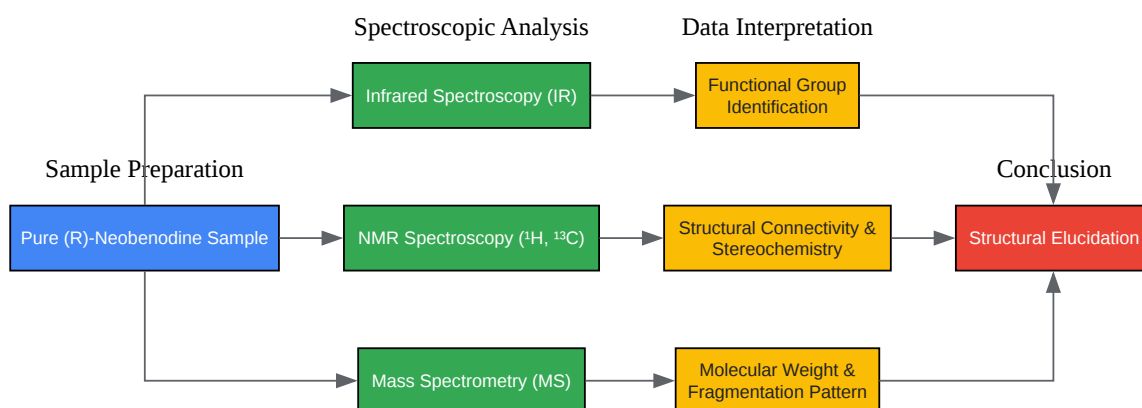 Spectroscopic Analysis
Data Interpretation
Infrared Spectroscopy (IR)
Functional Group
Identification
Sample Preparation
Conclusion
Pure (R)-Neobenodine Sample
NMR Spectroscopy (¹H, ¹³C)
Structural Connectivity &
Stereochemistry
Structural Elucidation
Mass Spectrometry (MS)
Molecular Weight &
Fragmentation Pattern